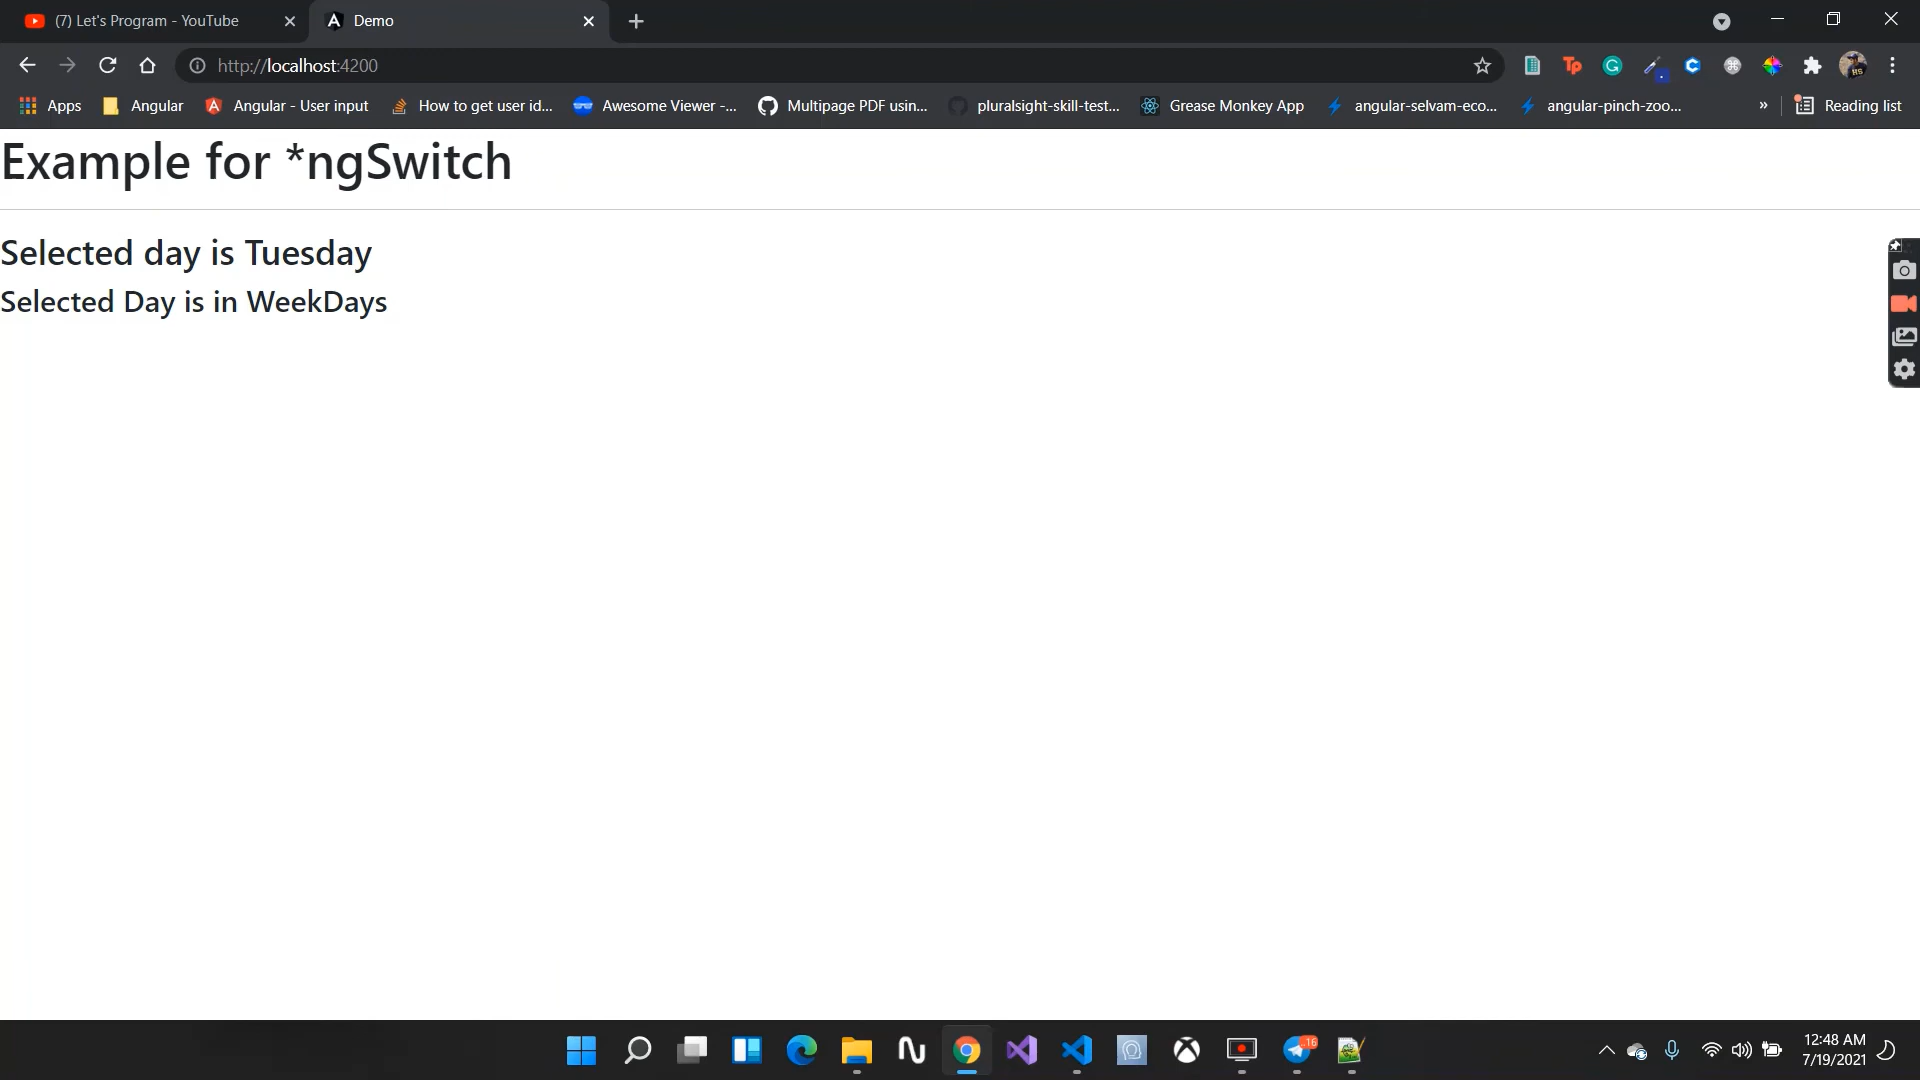 (7) Let's Program - YouTube
Demo
http://localhost:4200
Apps
Angular
Angular - User input
How to get user id...
Awesome Viewer -...
Multipage PDF usin...
pluralsight-skill-test...
Grease Monkey App
angular-selvam-eco...
angular-pinch-zoo...
»
Reading list
Example for *ngSwitch
Selected day is Tuesday
Selected Day is in WeekDays
16
12:48 AM
7/19/2021